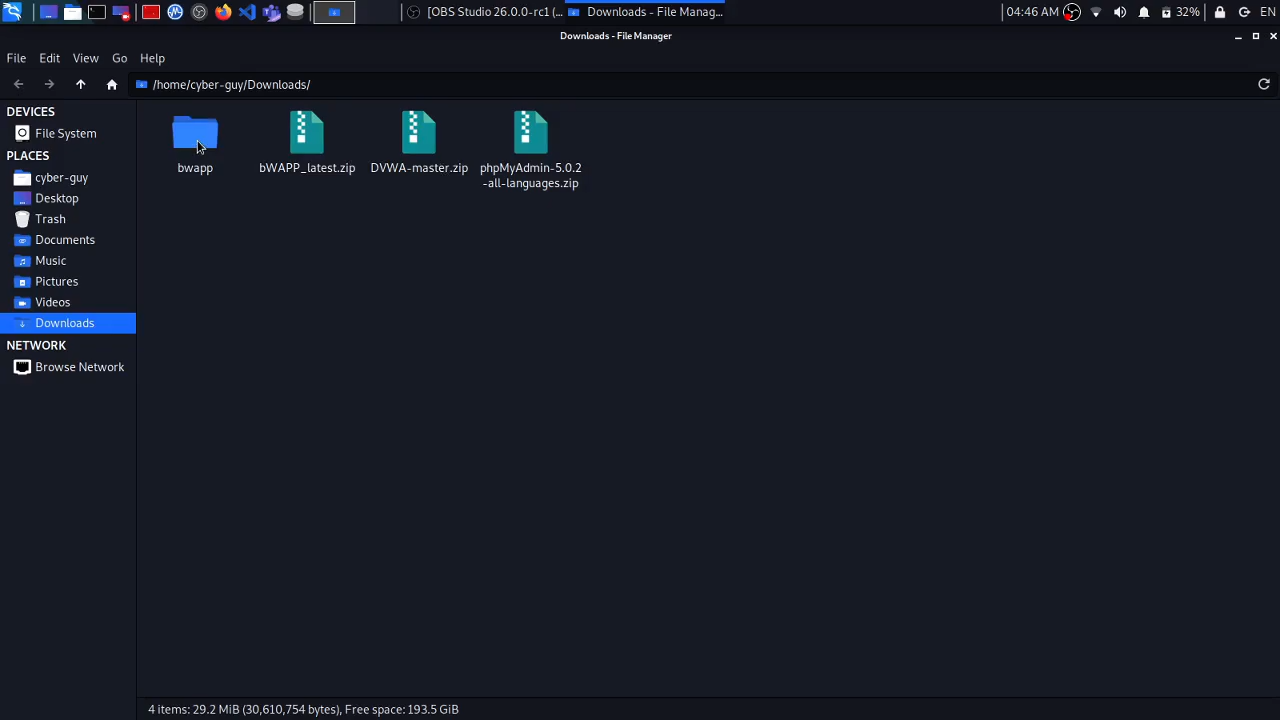 [OBS Studio 26.0.0-rc1 (... Downloads - File Manag... 04:46 AM 32% EN
Downloads - File Manager
File Edit View Go Help
/home/cyber-guy/Downloads/
DEVICES
File System
PLACES
cyber-guy
Desktop
Trash
Documents
Music
Pictures
Videos
Downloads
NETWORK
Browse Network
bwapp
bWAPP_latest.zip
DVWA-master.zip
phpMyAdmin-5.0.2
-all-languages.zip
4 items: 29.2 MiB (30,610,754 bytes), Free space: 193.5 GiB